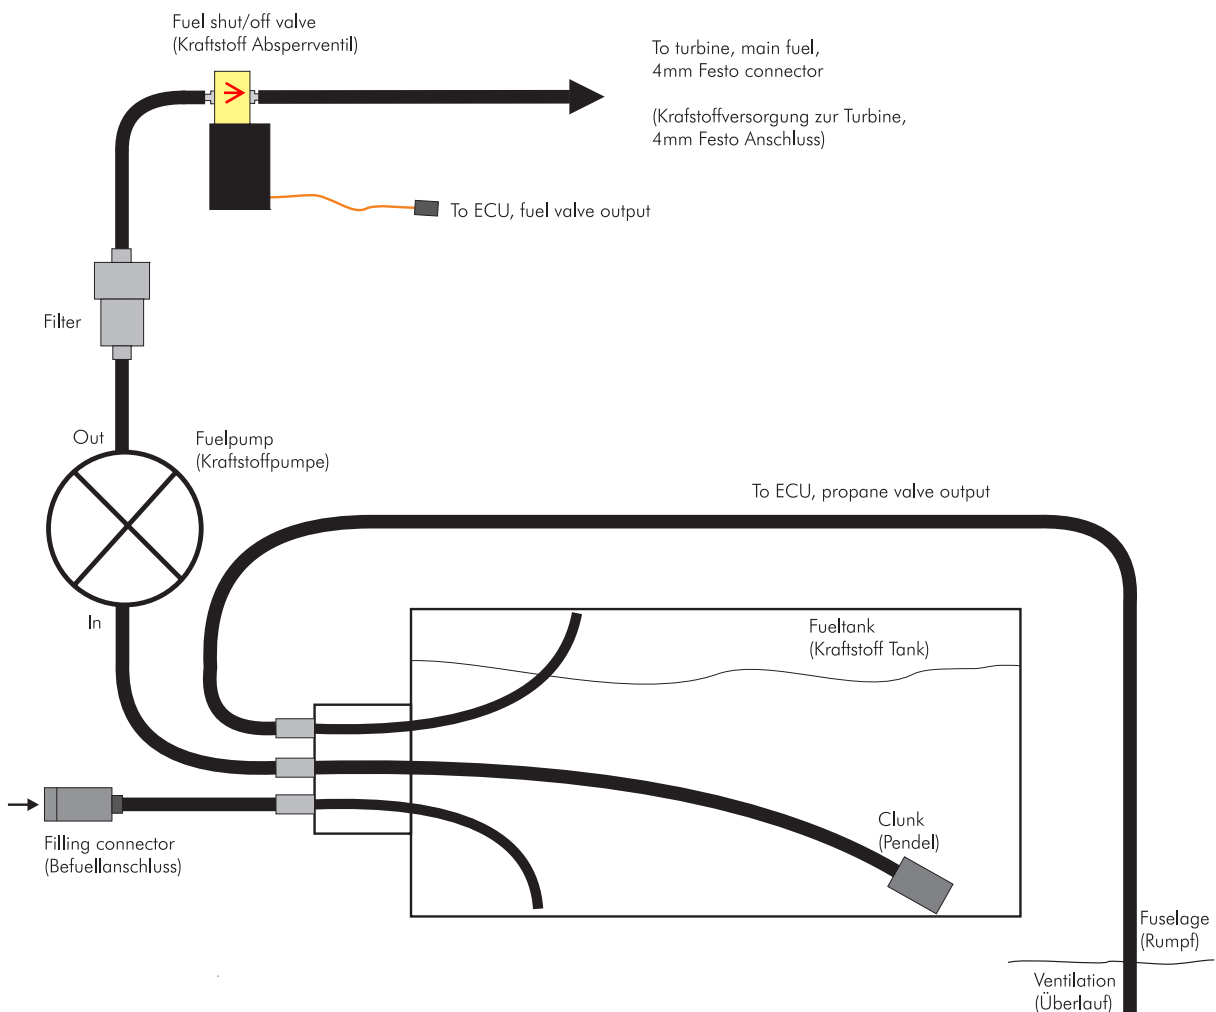 Fuel shut/off valve
(Kraftstoff Absperrventil)
To turbine, main fuel,
4mm Festo connector
(Krafstoffversorgung zur Turbine,
4mm Festo Anschluss)
To ECU, fuel valve output
Filter
Out
Fuelpump
(Kraftstoffpumpe)
To ECU, propane valve output
In
Fueltank
(Kraftstoff Tank)
Clunk
(Pendel)
Filling connector
(Befuellanschluss)
Fuselage
(Rumpf)
Ventilation
(Überlauf)